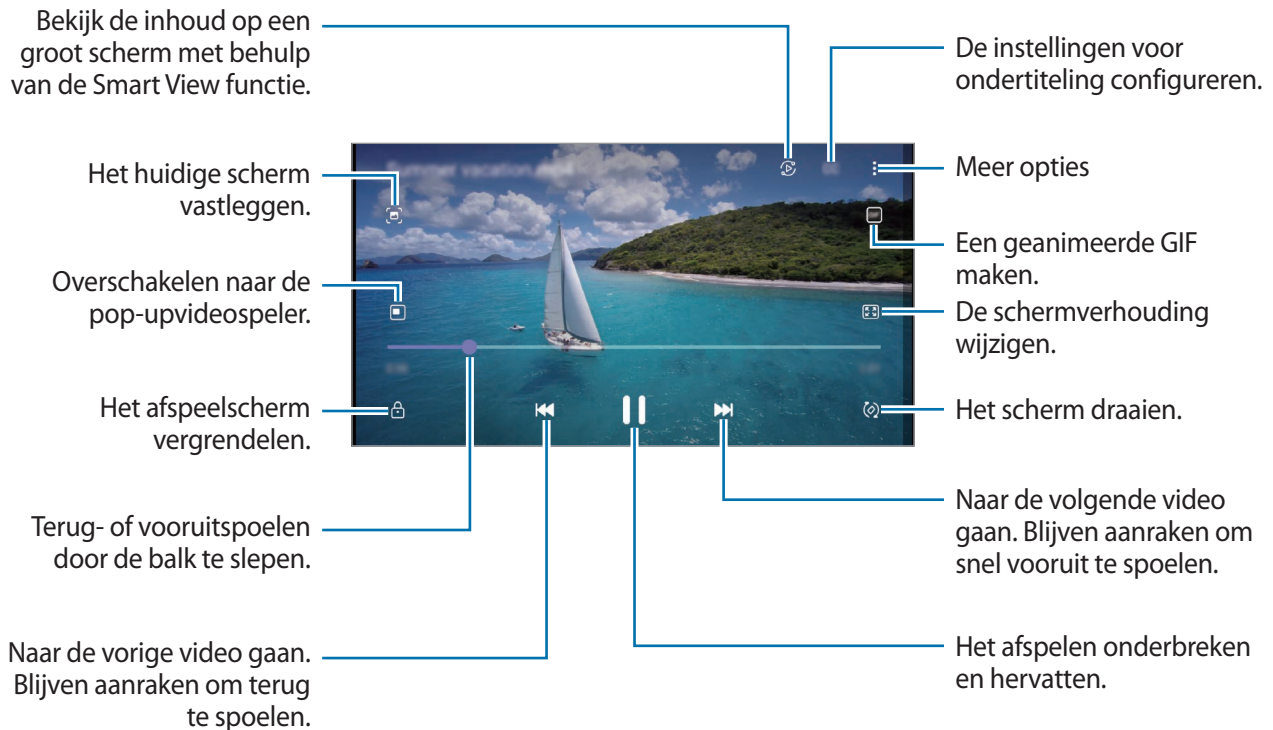 Bekijk de inhoud op een
groot scherm met behulp
van de Smart View functie.
De instellingen voor
ondertiteling configureren.
Het huidige scherm
vastleggen.
Meer opties
Een geanimeerde GIF
maken.
Overschakelen naar de
pop-upvideospeler.
De schermverhouding
wijzigen.
Het afspeelscherm
vergrendelen.
Het scherm draaien.
Terug- of vooruitspoelen
door de balk te slepen.
Naar de volgende video
gaan. Blijven aanraken om
snel vooruit te spoelen.
Naar de vorige video gaan.
Blijven aanraken om terug
te spoelen.
Het afspelen onderbreken
en hervatten.